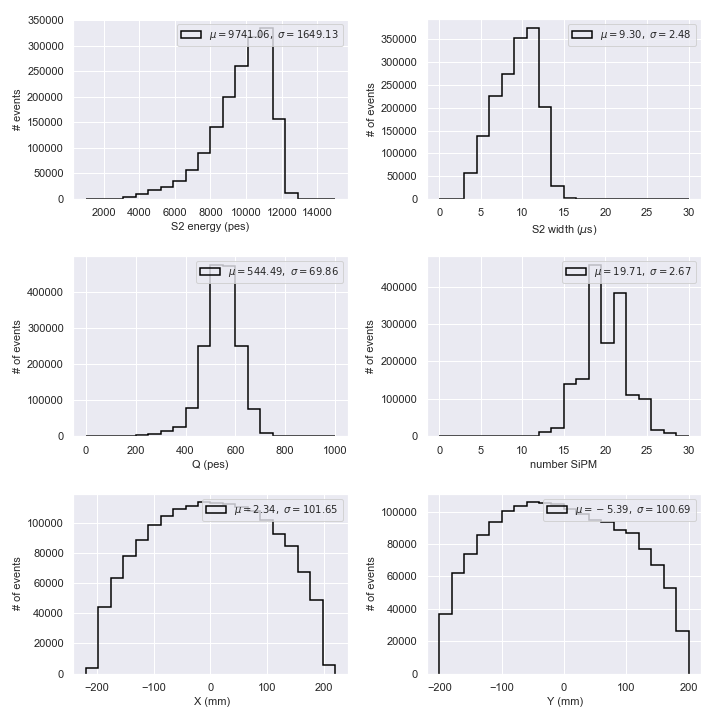 350000
300000
250000
200000
150000
100000
50000
0
# events
2000 4000 6000 8000 10000 12000 14000
S2 energy (pes)
μ = 9741.06, σ = 1649.13
350000
300000
250000
200000
150000
100000
50000
0
# of events
0 5 10 15 20 25 30
S2 width (μs)
μ = 9.30, σ = 2.48
400000
300000
200000
100000
0
# of events
0 200 400 600 800 1000
Q (pes)
μ = 544.49, σ = 69.86
400000
300000
200000
100000
0
# of events
0 5 10 15 20 25 30
number SiPM
μ = 19.71, σ = 2.67
100000
80000
60000
40000
20000
0
# of events
−200 −100 0 100 200
X (mm)
μ = 2.34, σ = 101.65
100000
80000
60000
40000
20000
0
# of events
−200 −100 0 100 200
Y (mm)
μ = −5.39, σ = 100.69